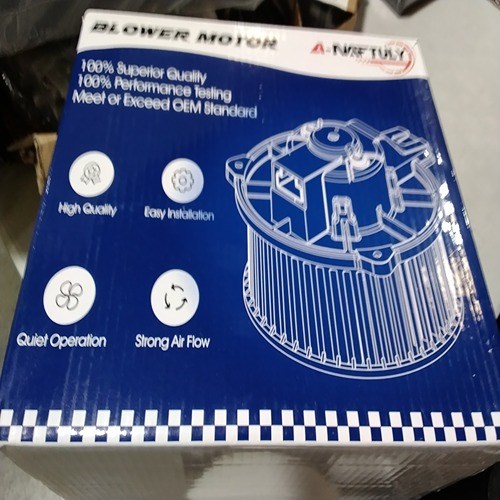 BLOWER MOTOR
A-NAFTULY
100% Superior Quality
100% Performance Testing
Meet or Exceed OEM Standard
High Quality
Easy Installation
Quiet Operation
Strong Air Flow